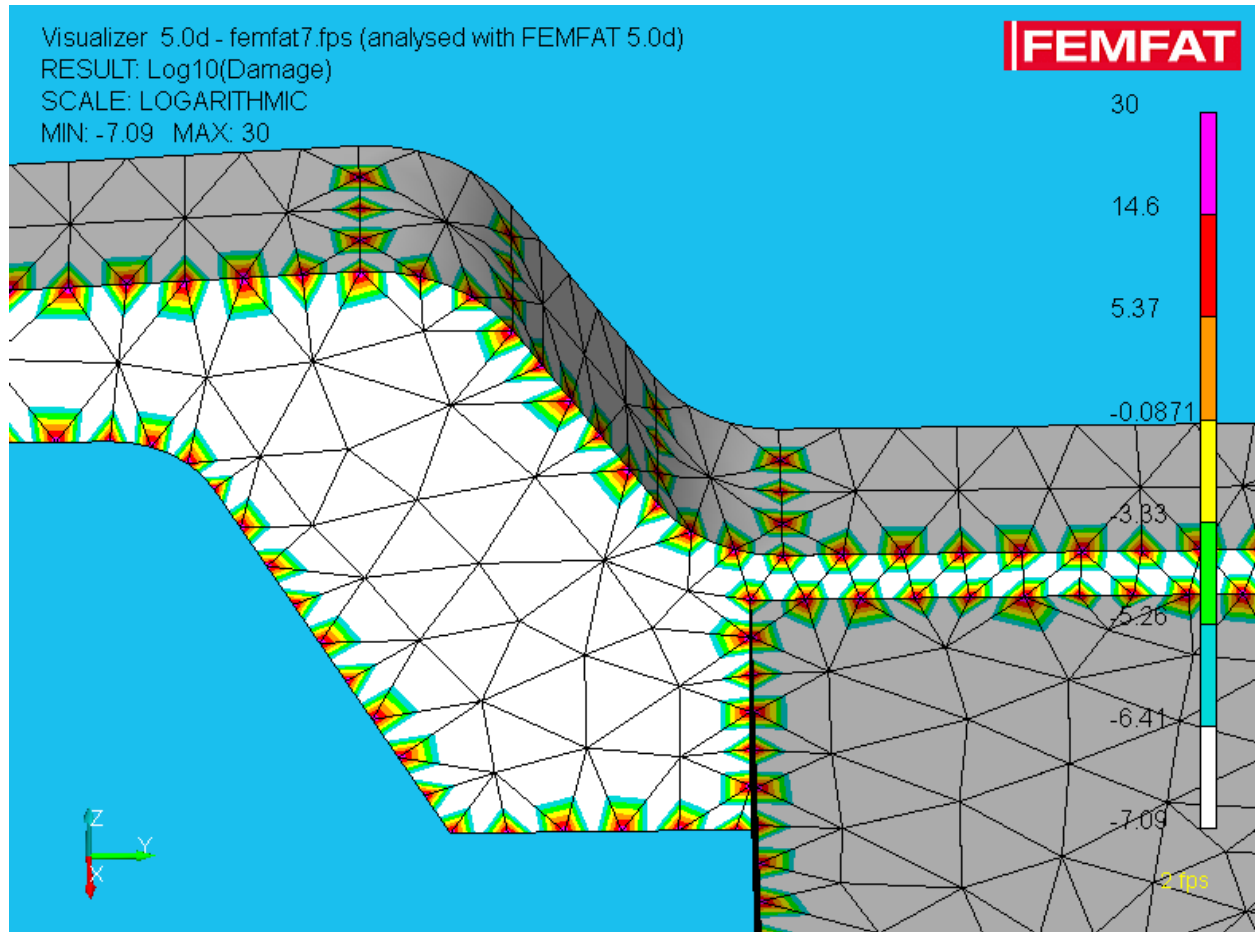 Visualizer 5.0d - femfat7.fps (analysed with FEMFAT 5.0d)
RESULT: Log10(Damage)
SCALE: LOGARITHMIC
MIN: -7.09 MAX: 30
FEMFAT
30
14.6
5.37
-0.0871
-3.33
-5.26
-6.41
-7.09
Z
Y
X
2 fps